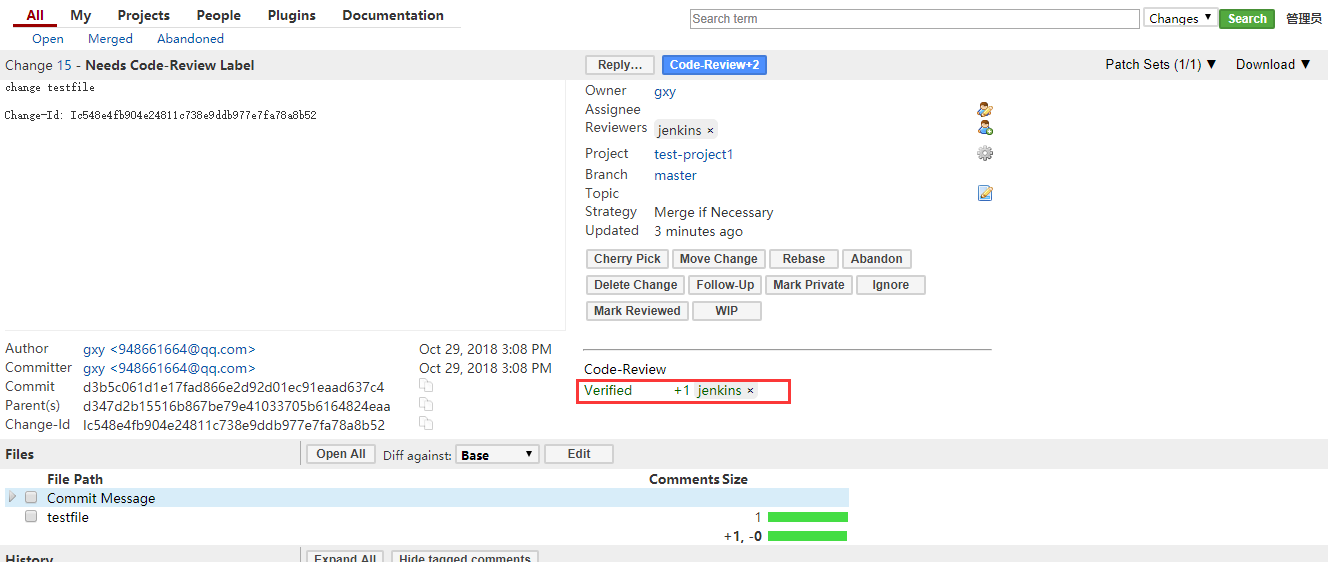 All My Projects People Plugins Documentation
Search term Changes ▼ Search 管理员
Open Merged Abandoned
Change 15 - Needs Code-Review Label Reply... Code-Review+2 Patch Sets (1/1) ▼ Download ▼
change testfile
Change-Id: Ic548e4fb904e24811c738e9ddb977e7fa78a8b52
Owner gxy
Assignee
Reviewers jenkins ×
Project test-project1
Branch master
Topic
Strategy Merge if Necessary
Updated 3 minutes ago
Cherry Pick Move Change Rebase Abandon
Delete Change Follow-Up Mark Private Ignore
Mark Reviewed WIP
Author gxy <948661664@qq.com> Oct 29, 2018 3:08 PM
Committer gxy <948661664@qq.com> Oct 29, 2018 3:08 PM
Commit d3b5c061d1e17fad866e2d92d01ec91eaad637c4
Parent(s) d347d2b15516b867be79e41033705b6164824eaa
Change-Id Ic548e4fb904e24811c738e9ddb977e7fa78a8b52
Code-Review
Verified +1 jenkins ×
Files Open All Diff against: Base ▼ Edit
File Path Comments Size
Commit Message
testfile 1
+1, -0
History Expand All Hide tagged comments